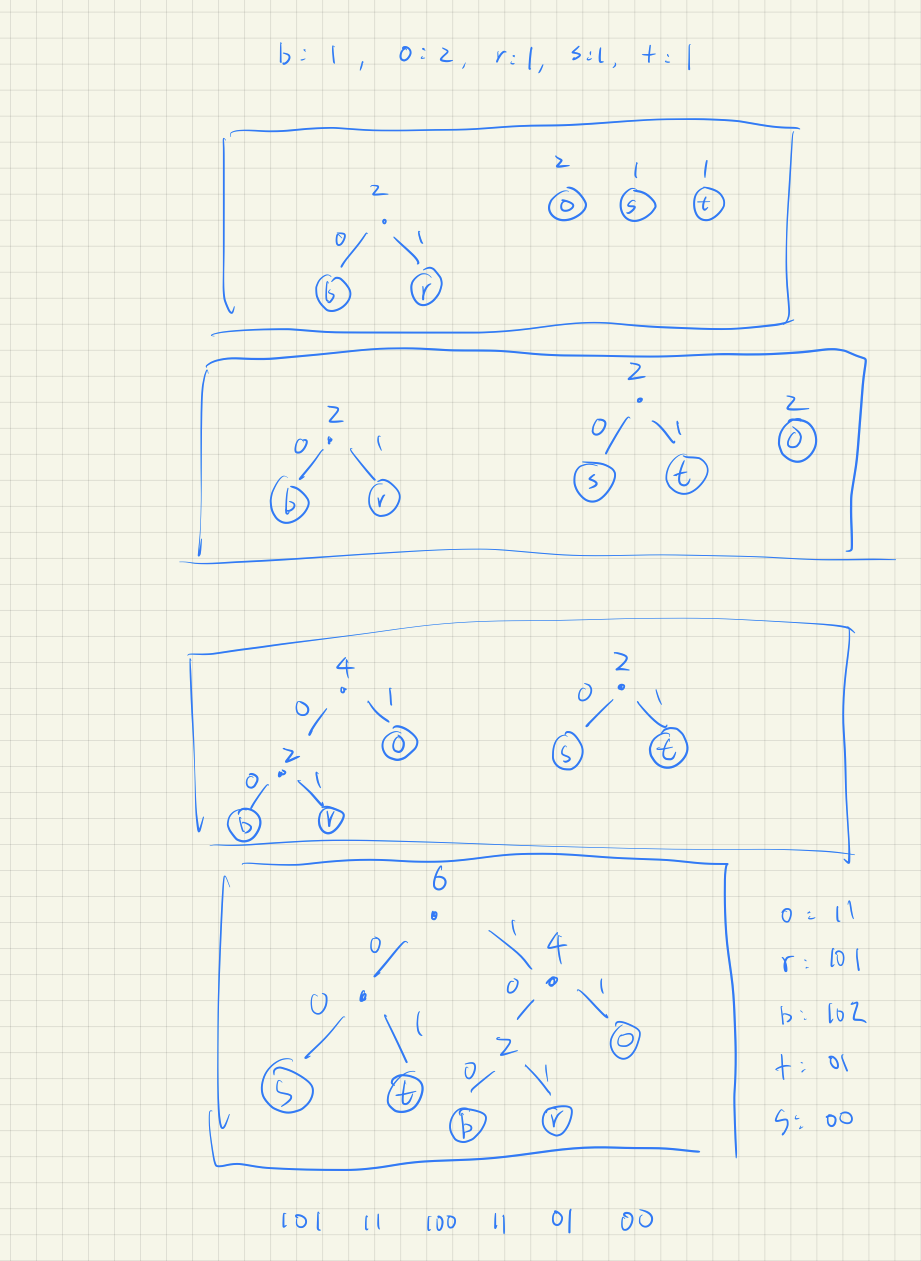 b: 1, o: 2, r: 1, s: 1, t: 1
2 1 1
2 o s t
0 1
b r
2
2 2
0 1 0 1 o
b r s t
4 2
0 1 0 1
2 o s t
0 1
b r
6
0 1 4
0 1 0 1
2 o
s t 0 1
b r
o: 11
r: 101
b: 102
t: 01
s: 00
101 11 100 11 01 00